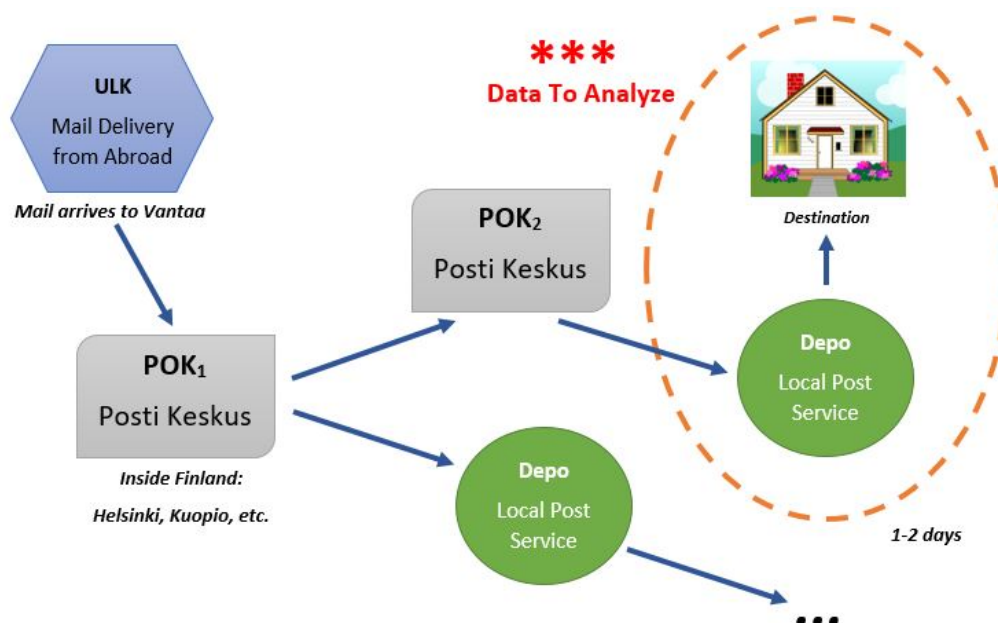 ULK
Mail Delivery
from Abroad
Mail arrives to Vantaa
***
Data To Analyze
Destination
POK₂
Posti Keskus
POK₁
Posti Keskus
Inside Finland:
Helsinki, Kuopio, etc.
Depo
Local Post
Service
Depo
Local Post
Service
1-2 days
...